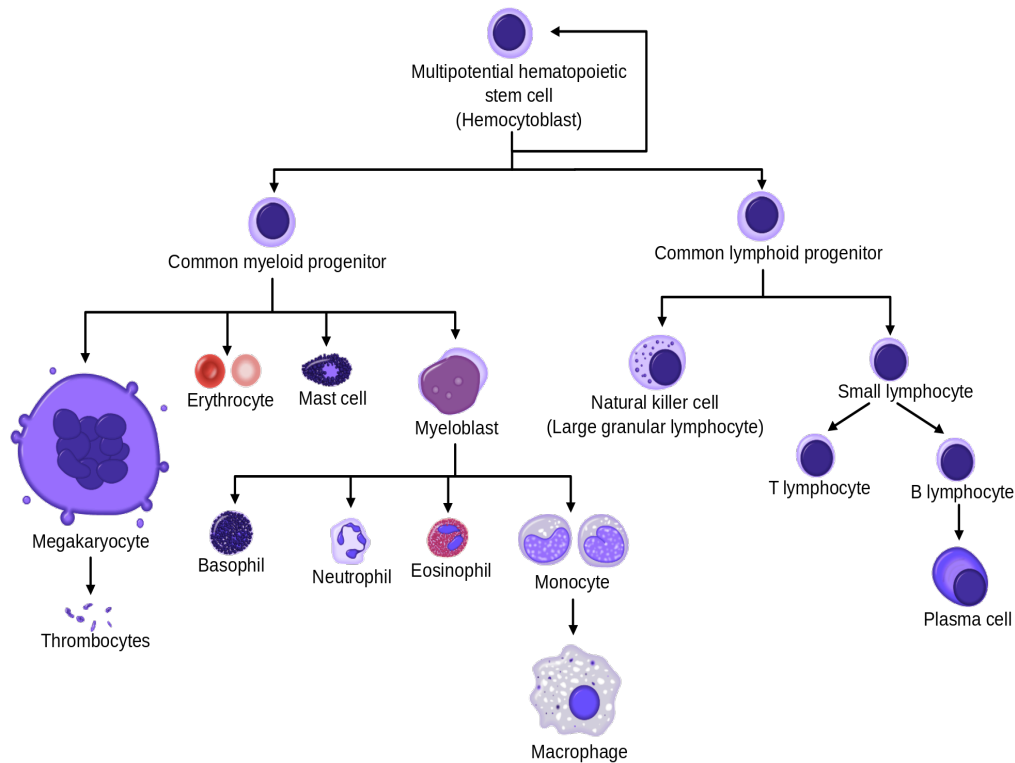 Multipotential hematopoietic
stem cell
(Hemocytoblast)
Common myeloid progenitor
Common lymphoid progenitor
Erythrocyte
Mast cell
Myeloblast
Natural killer cell
(Large granular lymphocyte)
Small lymphocyte
T lymphocyte
B lymphocyte
Megakaryocyte
Basophil
Neutrophil
Eosinophil
Monocyte
Plasma cell
Thrombocytes
Macrophage